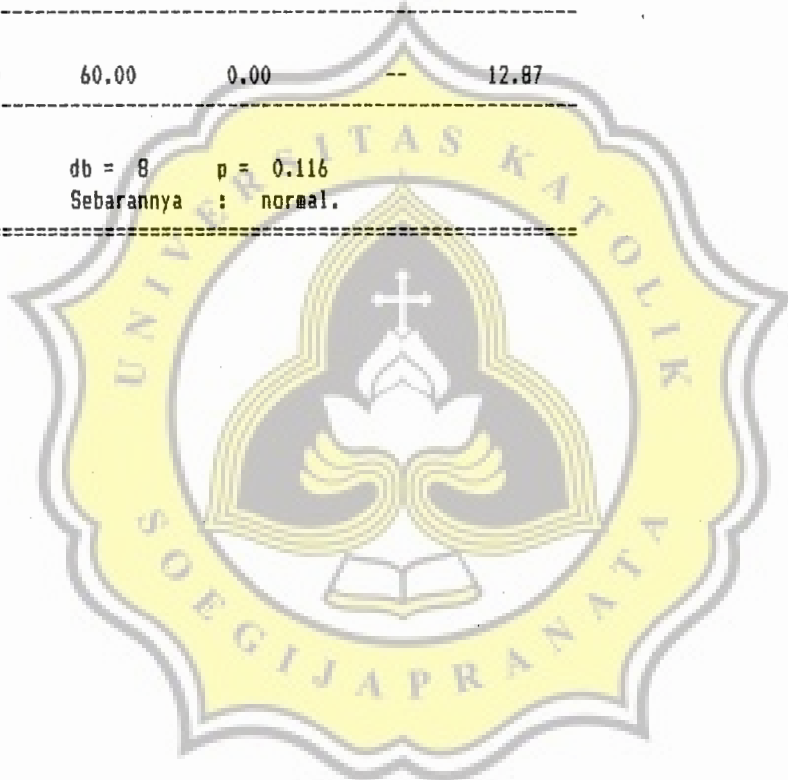 60.00 0.00 -- 12.87
db = 8 p = 0.116
Sebarannya : normal.
UNIVERSITAS KATOLIK
SOEGIJAPRANATA